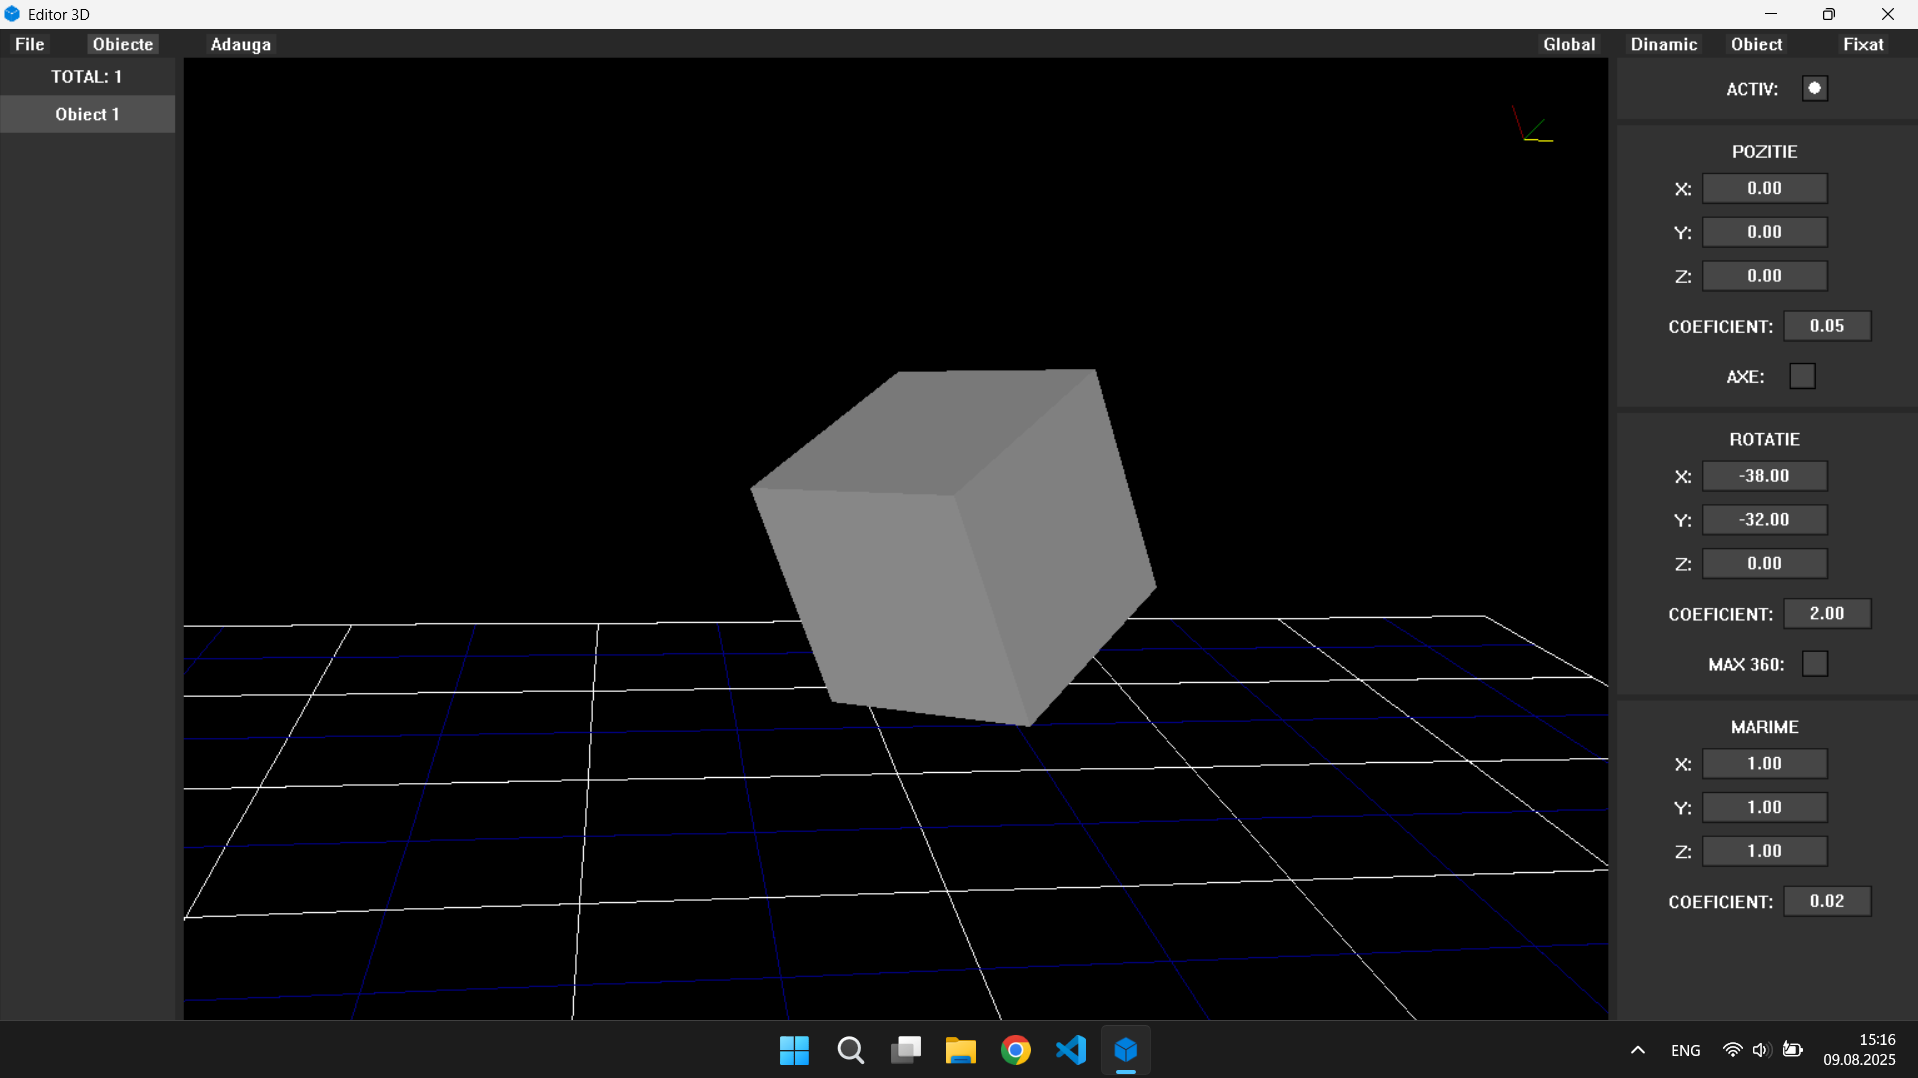 Editor 3D
File Obiecte Adauga Global Dinamic Obiect Fixat
TOTAL: 1
Obiect 1
ACTIV:
POZITIE
X: 0.00
Y: 0.00
Z: 0.00
COEFICIENT: 0.05
AXE:
ROTATIE
X: -38.00
Y: -32.00
Z: 0.00
COEFICIENT: 2.00
MAX 360:
MARIME
X: 1.00
Y: 1.00
Z: 1.00
COEFICIENT: 0.02
ENG
15:16
09.08.2025